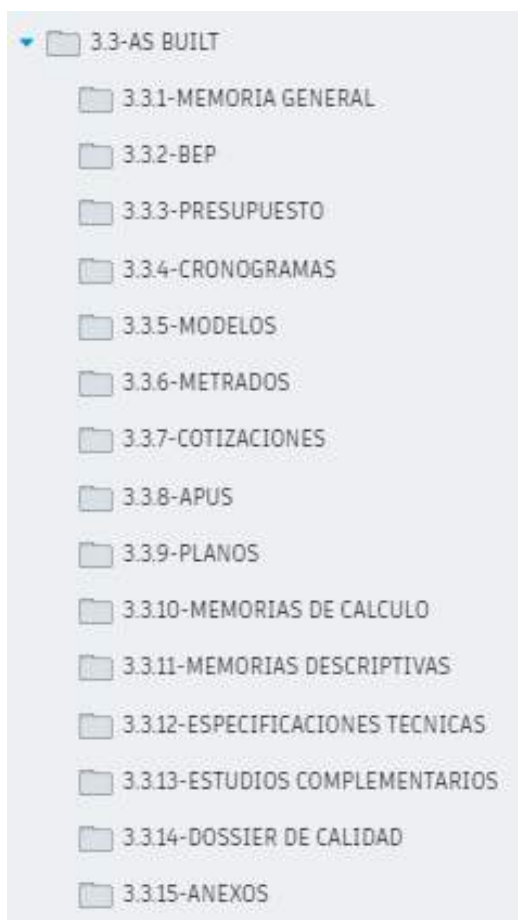 3.3-AS BUILT
3.3.1-MEMORIA GENERAL
3.3.2-BEP
3.3.3-PRESUPUESTO
3.3.4-CRONOGRAMAS
3.3.5-MODELOS
3.3.6-METRADOS
3.3.7-COTIZACIONES
3.3.8-APUS
3.3.9-PLANOS
3.3.10-MEMORIAS DE CALCULO
3.3.11-MEMORIAS DESCRIPTIVAS
3.3.12-ESPECIFICACIONES TECNICAS
3.3.13-ESTUDIOS COMPLEMENTARIOS
3.3.14-DOSSIER DE CALIDAD
3.3.15-ANEXOS